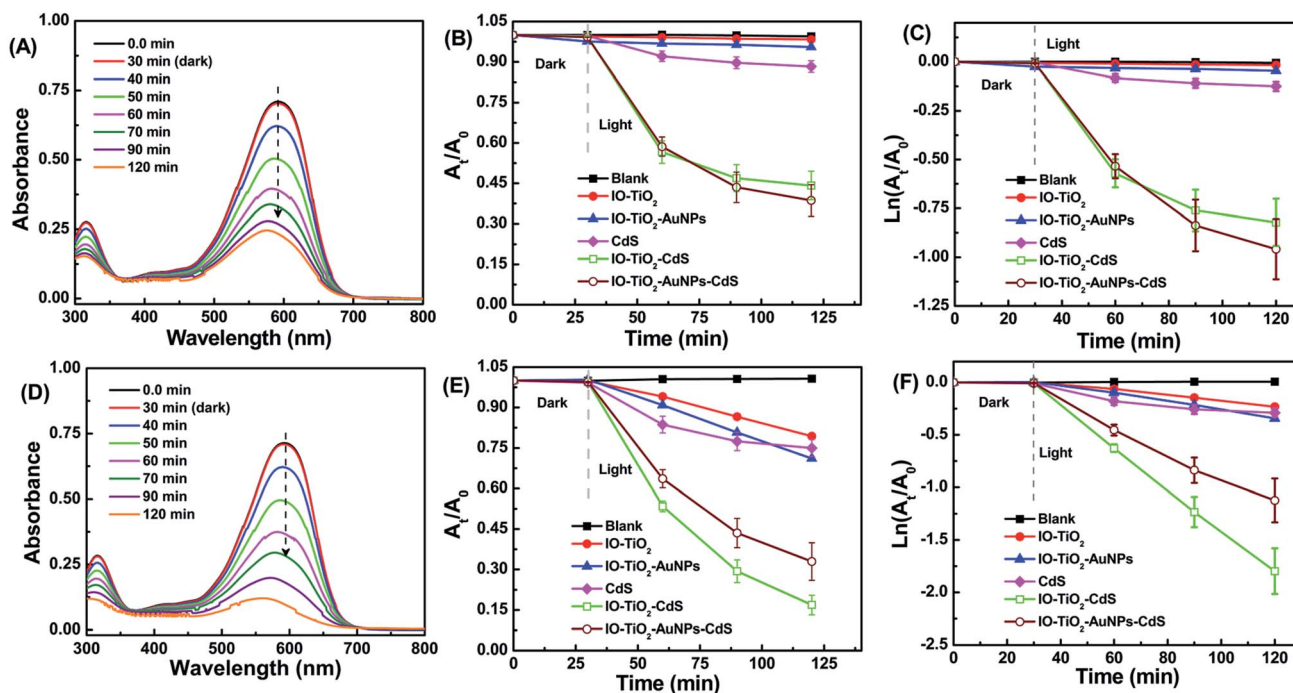 (A)
Absorbance
1.00
0.75
0.50
0.25
0.00
300 400 500 600 700 800
Wavelength (nm)
0.0 min
30 min (dark)
40 min
50 min
60 min
70 min
90 min
120 min
(B)
A_t/A_0
1.05
0.90
0.75
0.60
0.45
0.30
0.15
0.00
0 25 50 75 100 125
Time (min)
Dark
Light
Blank
IO-TiO₂
IO-TiO₂-AuNPs
CdS
IO-TiO₂-CdS
IO-TiO₂-AuNPs-CdS
(C)
Ln(A_t/A_0)
0.00
-0.25
-0.50
-0.75
-1.00
-1.25
0 20 40 60 80 100 120
Time (min)
Light
Dark
Blank
IO-TiO₂
IO-TiO₂-AuNPs
CdS
IO-TiO₂-CdS
IO-TiO₂-AuNPs-CdS
(D)
Absorbance
1.00
0.75
0.50
0.25
0.00
300 400 500 600 700 800
Wavelength (nm)
0.0 min
30 min (dark)
40 min
50 min
60 min
70 min
90 min
120 min
(E)
A_t/A_0
1.05
0.90
0.75
0.60
0.45
0.30
0.15
0.00
0 25 50 75 100 125
Time (min)
Dark
Light
Blank
IO-TiO₂
IO-TiO₂-AuNPs
CdS
IO-TiO₂-CdS
IO-TiO₂-AuNPs-CdS
(F)
Ln(A_t/A_0)
0.0
-0.5
-1.0
-1.5
-2.0
-2.5
0 20 40 60 80 100 120
Time (min)
Dark
Light
Blank
IO-TiO₂
IO-TiO₂-AuNPs
CdS
IO-TiO₂-CdS
IO-TiO₂-AuNPs-CdS